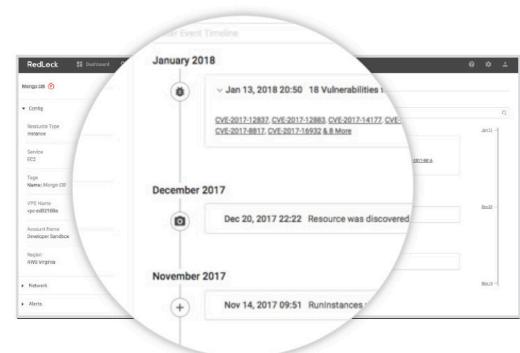 Event Timeline
RedLock
Dashboard
MongoDB
Config
Resource Type
Instance
Service
EC2
Tags
Name: Mongo DB
VPC Name
vpc-ed82168a
Account Name
Developer Sandbox
Region
AWS Virginia
Network
Alerts
January 2018
Jan 13, 2018 20:50 18 Vulnerabilities
CVE-2017-12837, CVE-2017-12883, CVE-2017-14177, CVE-
CVE-2017-8817, CVE-2017-16932 & 8 More
December 2017
Dec 20, 2017 22:22 Resource was discovered
November 2017
Nov 14, 2017 09:51 RunInstances